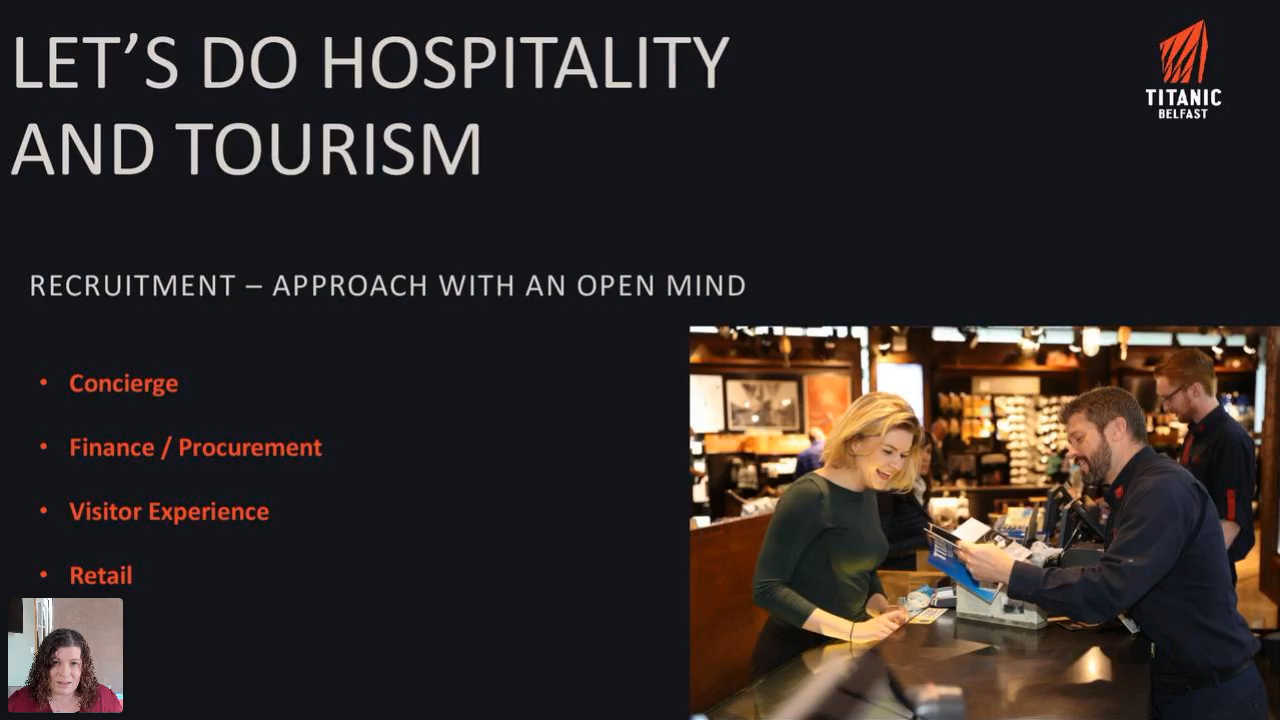 LET’S DO HOSPITALITY
AND TOURISM
TITANIC
BELFAST
RECRUITMENT – APPROACH WITH AN OPEN MIND
• Concierge
• Finance / Procurement
• Visitor Experience
• Retail